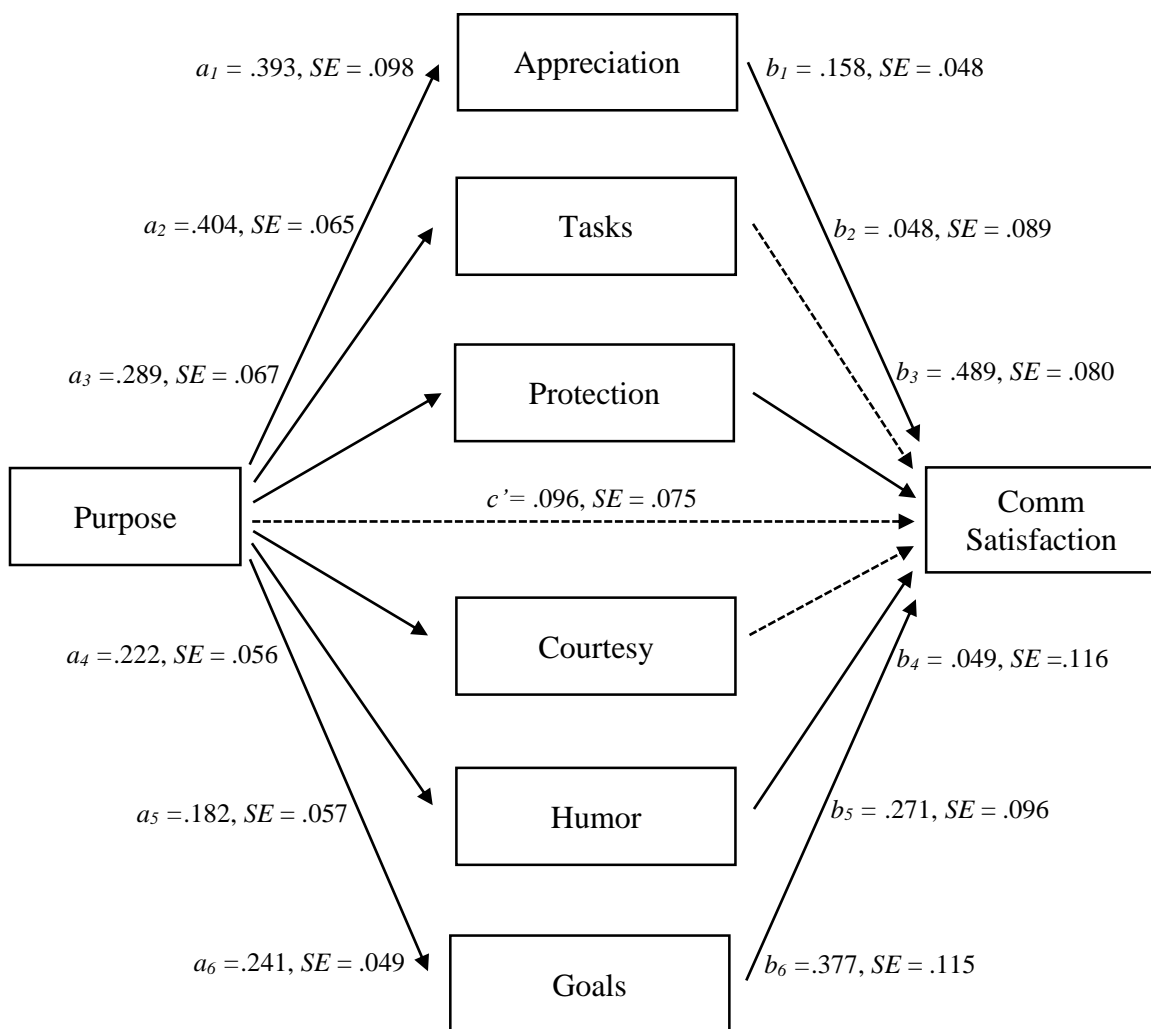 Appreciation
a1 = .393, SE = .098
b1 = .158, SE = .048
Tasks
a2 =.404, SE = .065
b2 = .048, SE = .089
a3 =.289, SE = .067
Protection
b3 = .489, SE = .080
Purpose
c’= .096, SE = .075
Comm
Satisfaction
Courtesy
a4 =.222, SE = .056
b4 = .049, SE =.116
a5 =.182, SE = .057
Humor
b5 = .271, SE = .096
a6 =.241, SE = .049
b6 =.377, SE = .115
Goals